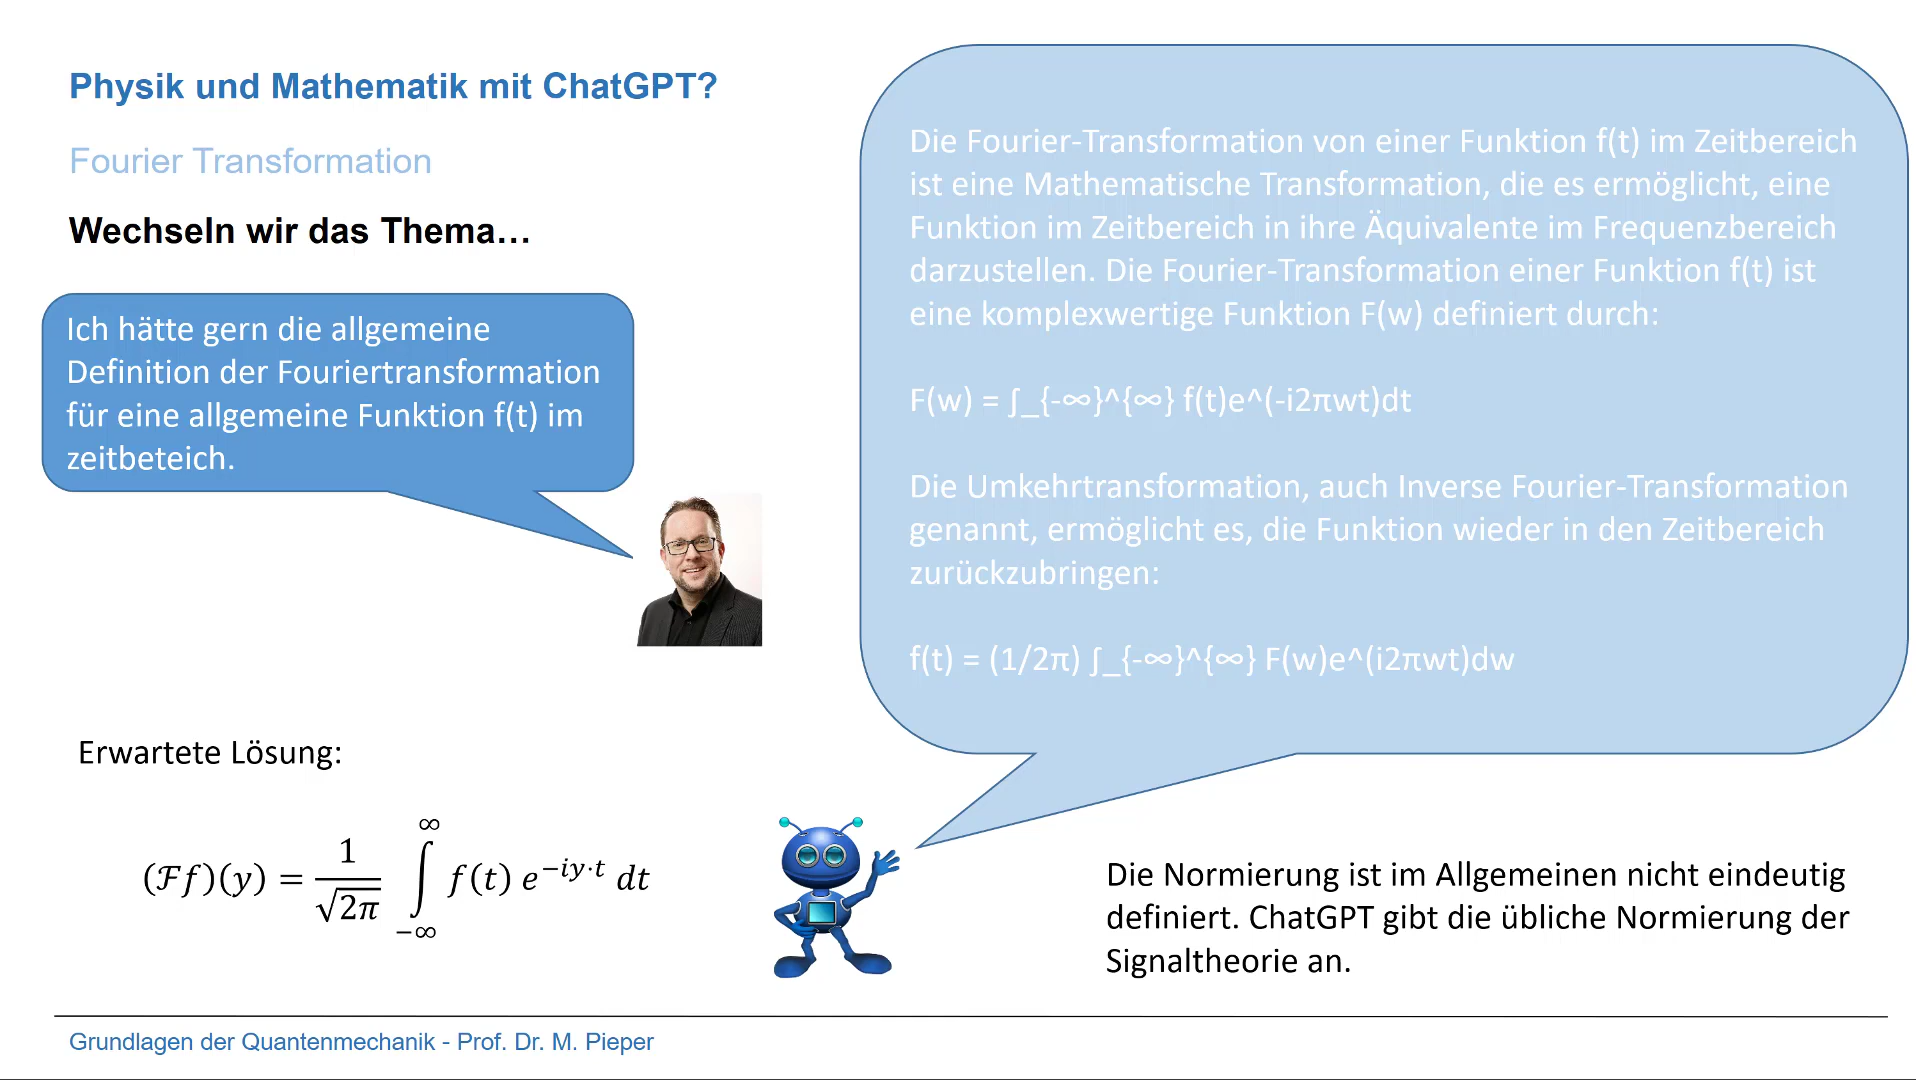 Physik und Mathematik mit ChatGPT?
Fourier Transformation
Wechseln wir das Thema…
Ich hätte gern die allgemeine
Definition der Fouriertransformation
für eine allgemeine Funktion f(t) im
zeitbeteich.
Die Fourier-Transformation von einer Funktion f(t) im Zeitbereich
ist eine Mathematische Transformation, die es ermöglicht, eine
Funktion im Zeitbereich in ihre Äquivalente im Frequenzbereich
darzustellen. Die Fourier-Transformation einer Funktion f(t) ist
eine komplexwertige Funktion F(w) definiert durch:
F(w) = ∫_{-∞}^{∞} f(t)e^(-i2πwt)dt
Die Umkehrtransformation, auch Inverse Fourier-Transformation
genannt, ermöglicht es, die Funktion wieder in den Zeitbereich
zurückzubringen:
f(t) = (1/2π) ∫_{-∞}^{∞} F(w)e^(i2πwt)dw
Erwartete Lösung:
(ℱf)(y) = 1/√(2π) ∫_{−∞}^{∞} f(t) e^{−iy·t} dt
Die Normierung ist im Allgemeinen nicht eindeutig
definiert. ChatGPT gibt die übliche Normierung der
Signaltheorie an.
Grundlagen der Quantenmechanik - Prof. Dr. M. Pieper